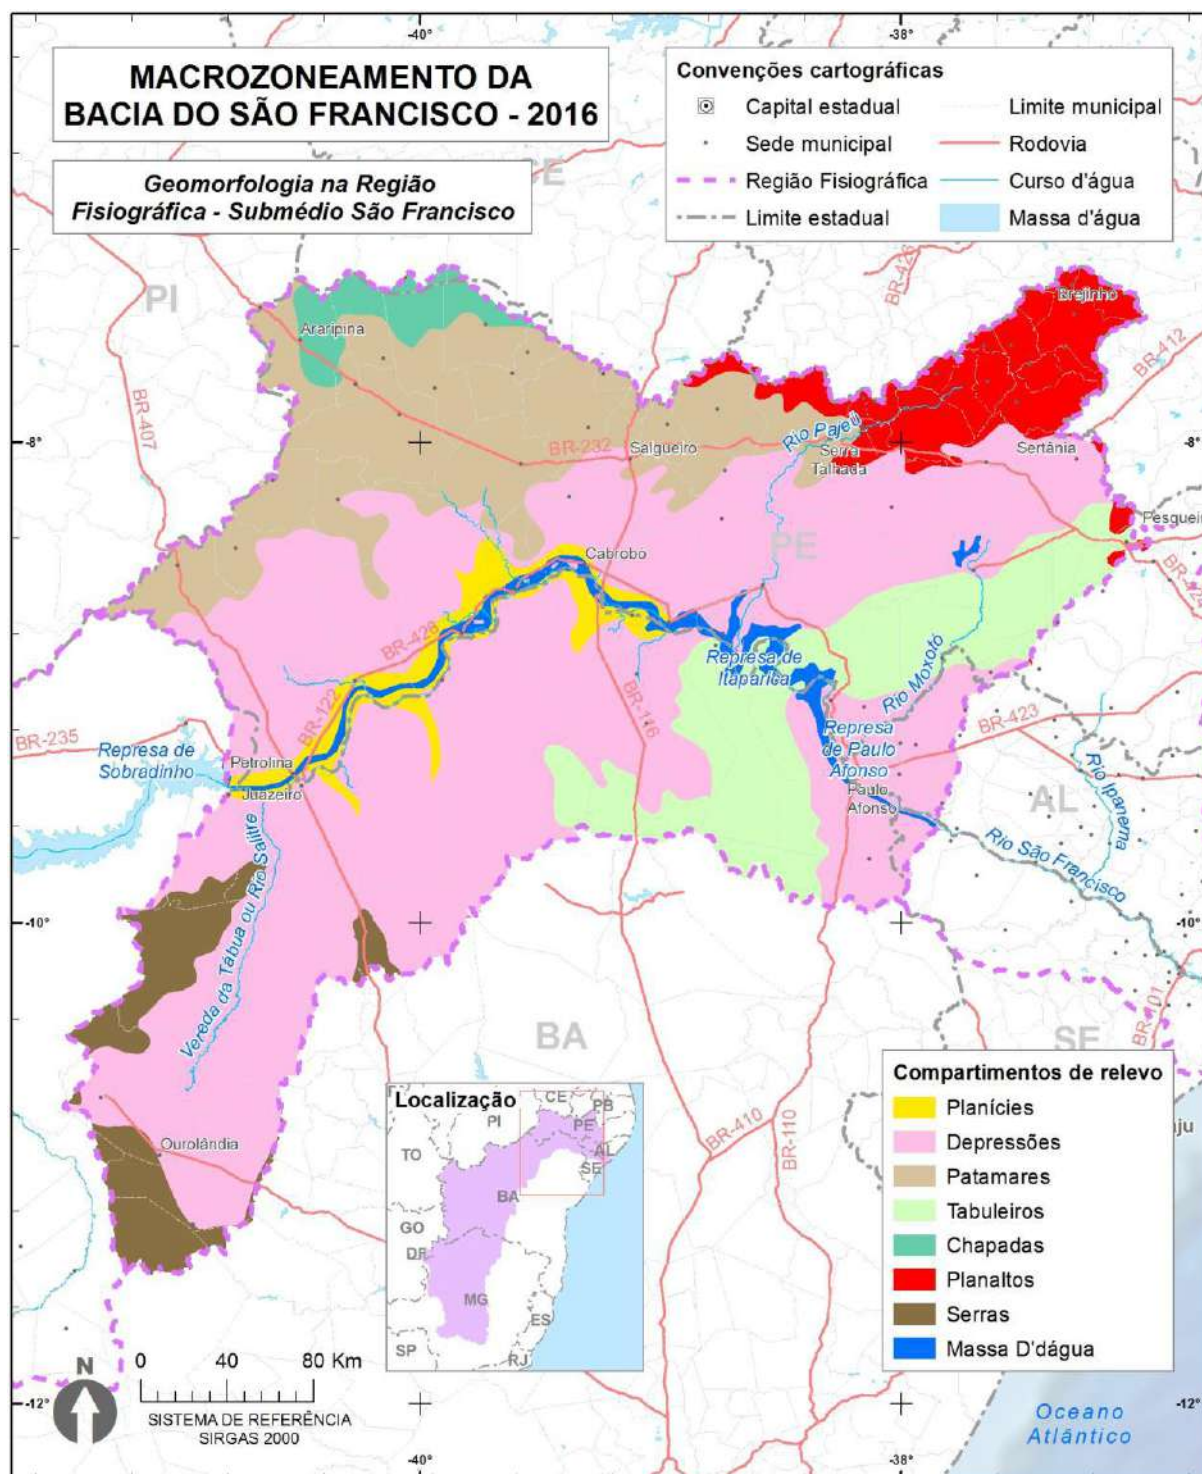 -40°
-38°
MACROZONEAMENTO DA
BACIA DO SÃO FRANCISCO - 2016
Geomorfologia na Região
Fisiográfica - Submédio São Francisco
Convenções cartográficas
Capital estadual
Limite municipal
Sede municipal
Rodovia
Região Fisiográfica
Curso d'água
Limite estadual
Massa d'água
CE
PI
BR-426
Brejinho
Araripina
BR-412
BR-407
-8°
Rio Pajeú
-8°
BR-232
Salgueiro
Serra
Talhada
Sertânia
PE
Pesquei
Cabrobó
BR-424
BR-428
Represa de
Itaparica
Rio Moxotó
BR-122
BR-116
BR-423
BR-235
Represa de
Sobradinho
Petrolina
Juazeiro
Represa
de Paulo
Afonso
Paulo
Afonso
Rio Ipanema
AL
Rio São Francisco
Vereda da Tábua ou Rio Salitre
-10°
-10°
BA
BR-101
SE
Ourolândia
BR-410
BR-110
Localização
CE
PB
PI
PE
TO
AL
SE
BA
GO
DF
MG
ES
SP
RJ
Compartimentos de relevo
Planícies
aju
Depressões
Patamares
Tabuleiros
Chapadas
Planaltos
Serras
Massa D'dágua
N
0 40 80 Km
SISTEMA DE REFERÊNCIA
SIRGAS 2000
-12°
-12°
Oceano
Atlântico
-40°
-38°